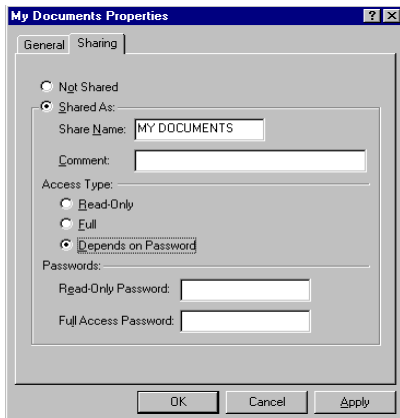 My Documents Properties
General Sharing
Not Shared
Shared As:
Share Name: MY DOCUMENTS
Comment:
Access Type:
Read-Only
Full
Depends on Password
Passwords:
Read-Only Password:
Full Access Password:
OK Cancel Apply